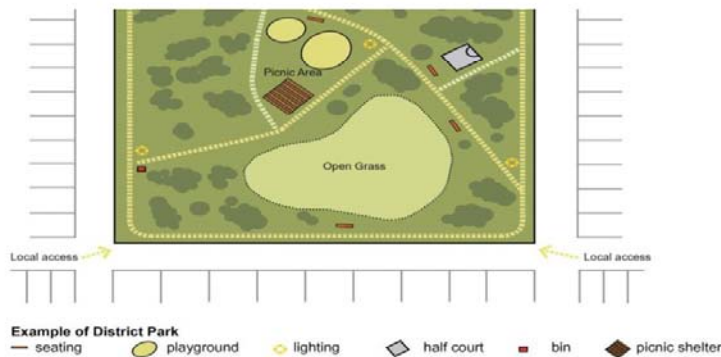 Picnic Area
Open Grass
Local access
Local access
Example of District Park
seating playground lighting half court bin picnic shelter